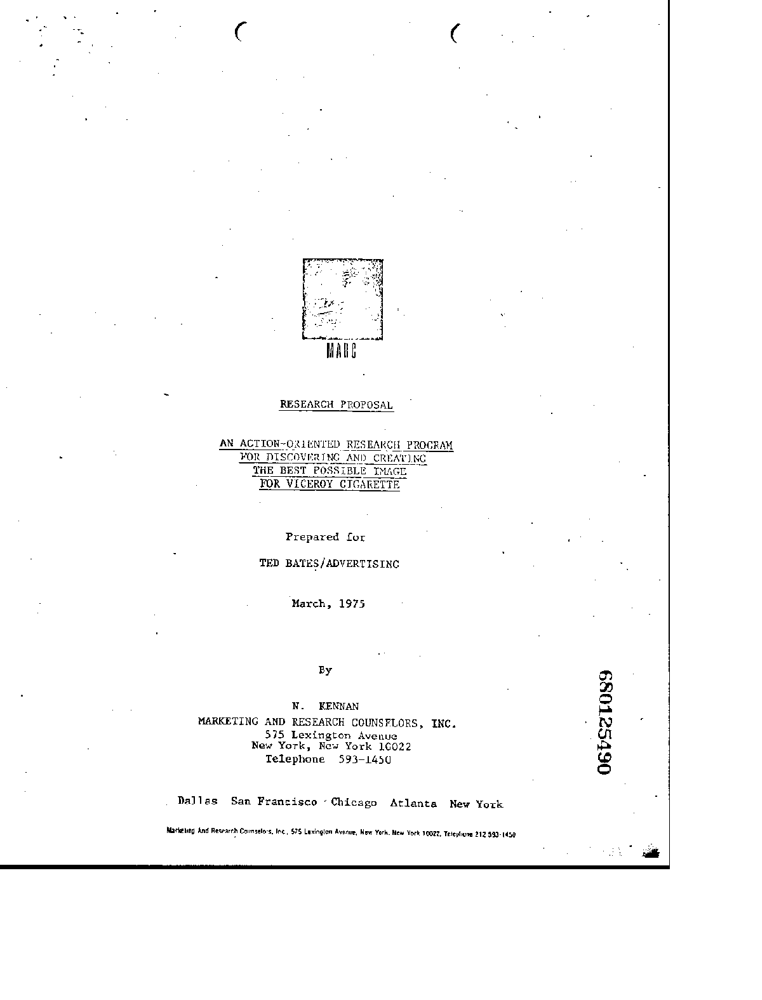 MARC
RESEARCH PROPOSAL
AN ACTION-ORIENTED RESEARCH PROGRAM
FOR DISCOVERING AND CREATING
THE BEST POSSIBLE IMAGE
FOR VICEROY CIGARETTE
Prepared for
TED BATES/ADVERTISING
March, 1975
By
N. KENNAN
MARKETING AND RESEARCH COUNSELORS, INC.
575 Lexington Avenue
New York, New York 10022
Telephone 593-1450
Dallas San Francisco Chicago Atlanta New York
Marketing And Research Counselors, Inc., 575 Lexington Avenue, New York, New York 10022, Telephone 212 593-1450
680125490